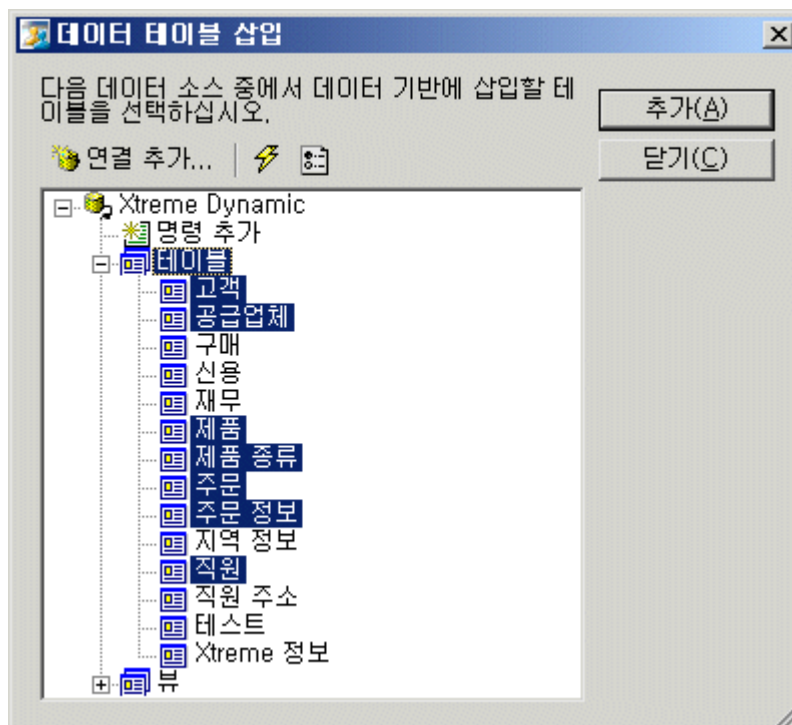 데이터 테이블 삽입
다음 데이터 소스 중에서 데이터 기반에 삽입할 테
이블을 선택하십시오.
추가(A)
닫기(C)
연결 추가...
Xtreme Dynamic
명령 추가
테이블
고객
공급업체
구매
신용
재무
제품
제품 종류
주문
주문 정보
지역 정보
직원
직원 주소
테스트
Xtreme 정보
뷰